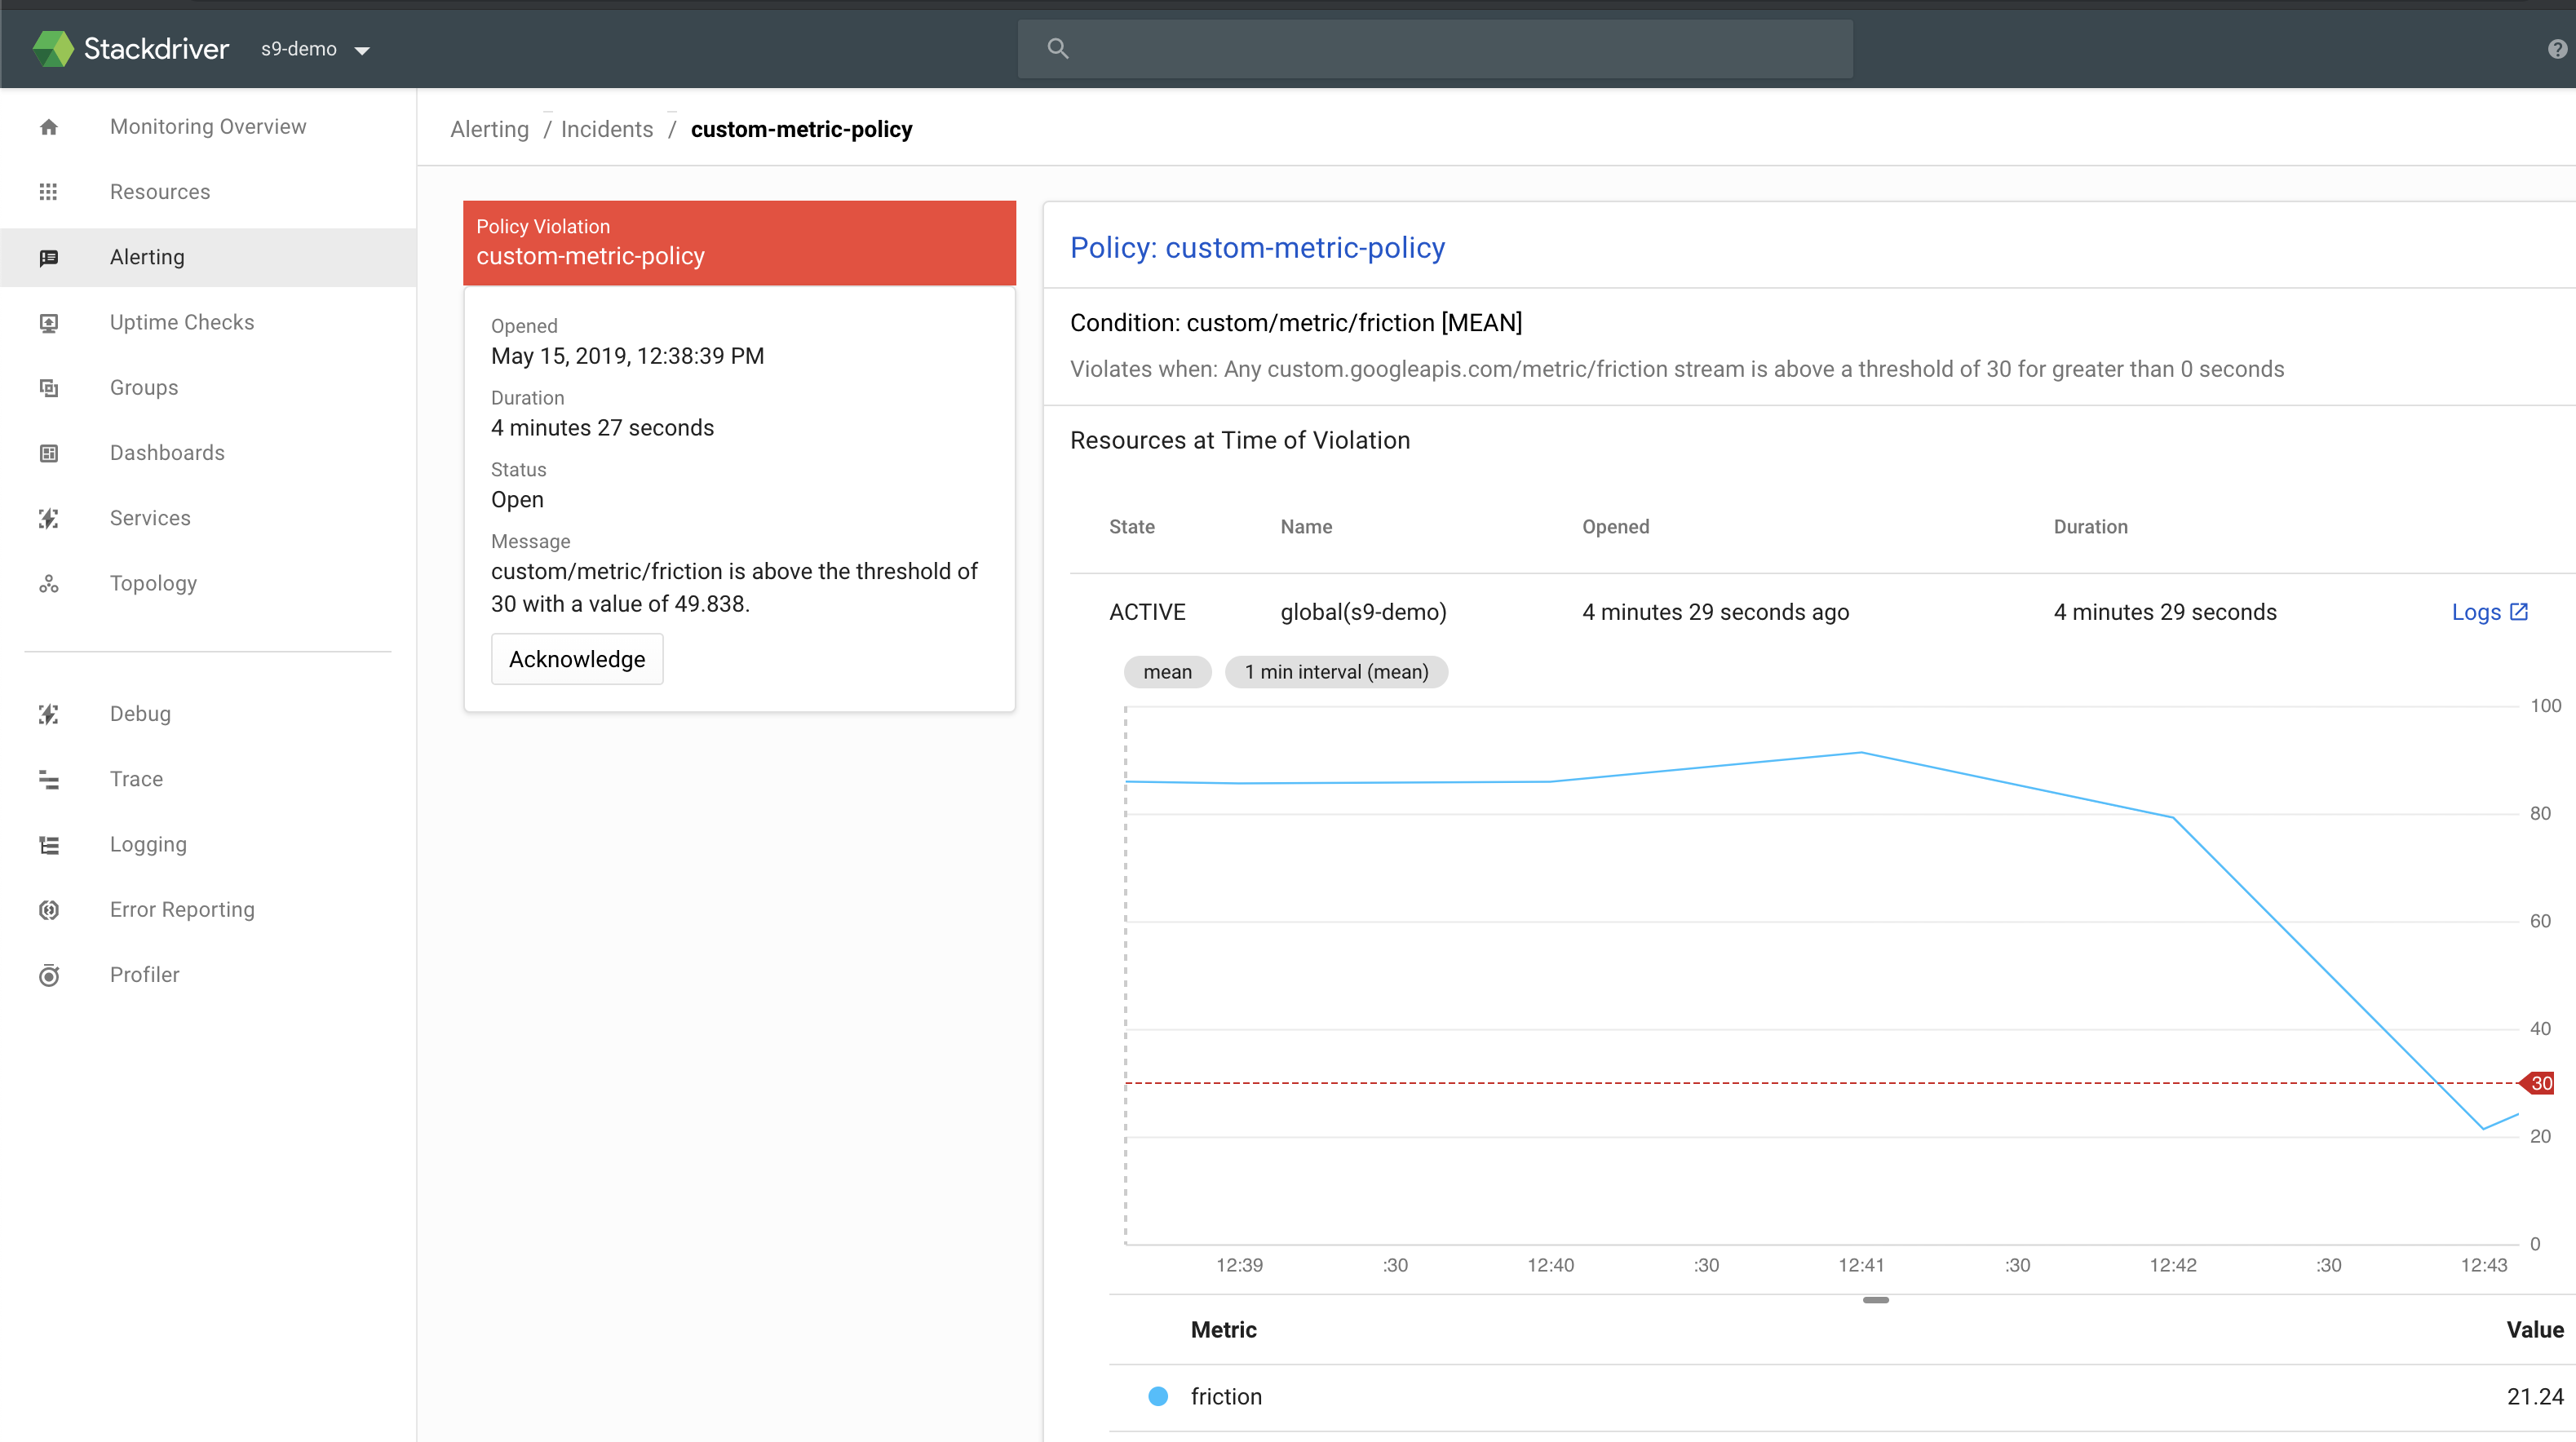 Stackdriver s9-demo
Monitoring Overview
Resources
Alerting
Uptime Checks
Groups
Dashboards
Services
Topology
Debug
Trace
Logging
Error Reporting
Profiler
Alerting / Incidents / custom-metric-policy
Policy Violation
custom-metric-policy
Opened
May 15, 2019, 12:38:39 PM
Duration
4 minutes 27 seconds
Status
Open
Message
custom/metric/friction is above the threshold of
30 with a value of 49.838.
Acknowledge
Policy: custom-metric-policy
Condition: custom/metric/friction [MEAN]
Violates when: Any custom.googleapis.com/metric/friction stream is above a threshold of 30 for greater than 0 seconds
Resources at Time of Violation
State Name Opened Duration
ACTIVE global(s9-demo) 4 minutes 29 seconds ago 4 minutes 29 seconds Logs
mean 1 min interval (mean)
100
80
60
40
30
20
0
12:39 :30 12:40 :30 12:41 :30 12:42 :30 12:43
Metric Value
friction 21.24